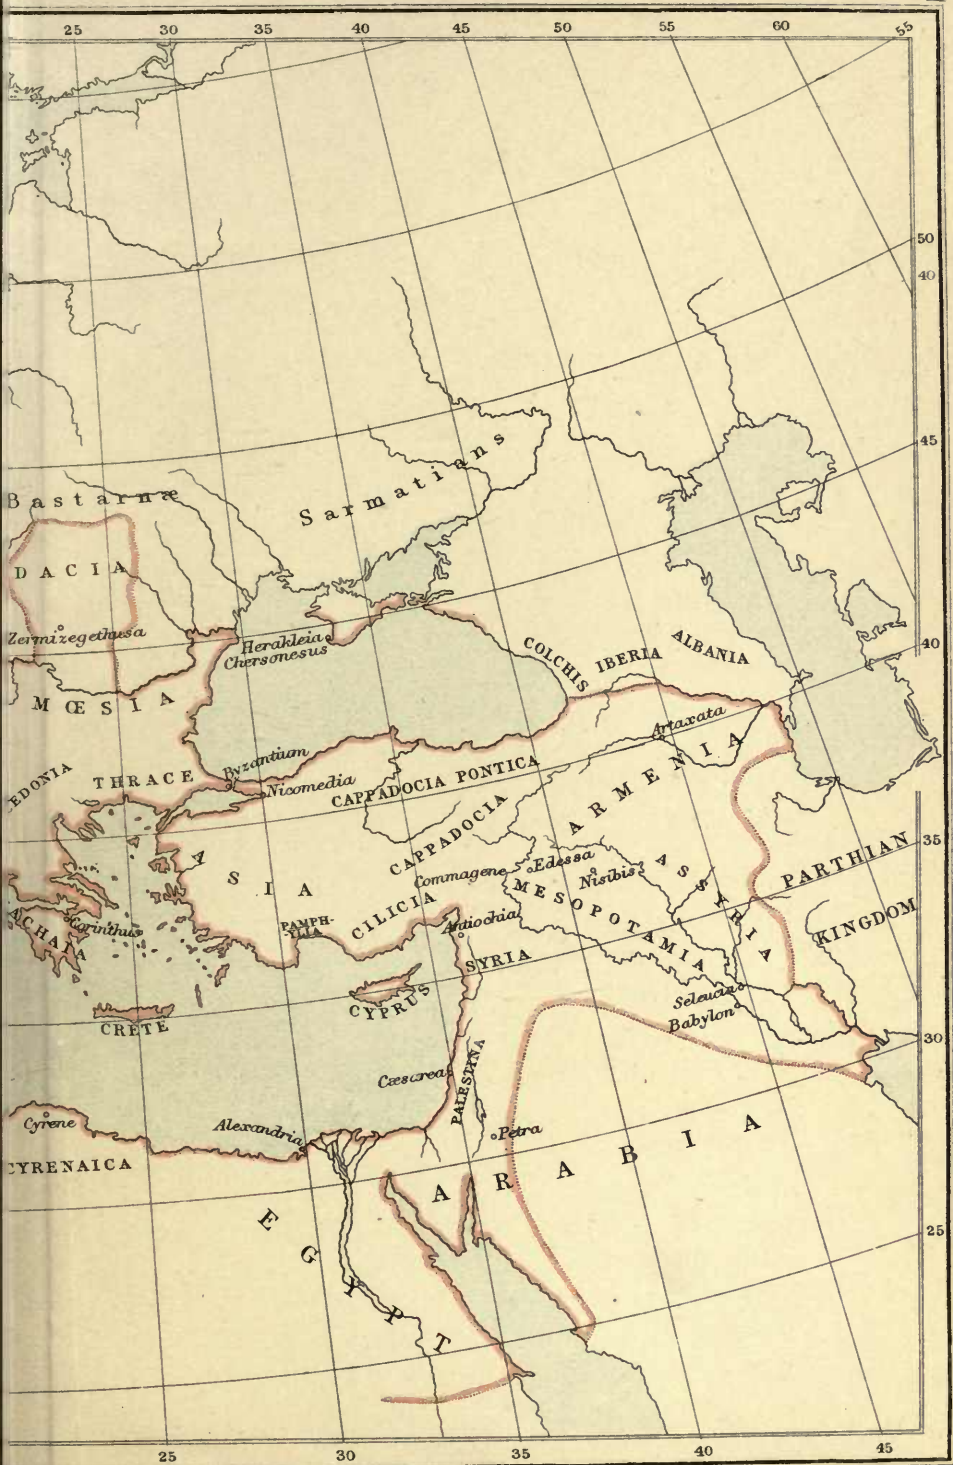 25 30 35 40 45 50 55 60 55
50
40
45
Bastarnæ
Sarmatians
DACIA
Zermizegethusa
Herakleia
Chersonesus
COLCHIS
IBERIA
ALBANIA
40
MŒSIA
Artaxata
EDONIA
THRACE
Byzantium
Nicomedia
CAPPADOCIA PONTICA
ARMENIA
CAPPADOCIA
ASIA
Commagene
Edessa
Nisibis
ASSYRIA
PARTHIAN
35
KINGDOM
MESOPOTAMIA
ACHAIA
Corinthus
PAMPH-
YLIA
CILICIA
Antiochia
SYRIA
CYPRUS
CRETE
Seleucia
Babylon
30
Cæsarea
PALESTINA
Cyrene
Alexandria
Petra
CYRENAICA
ARABIA
EGYPT
25
25 30 35 40 45